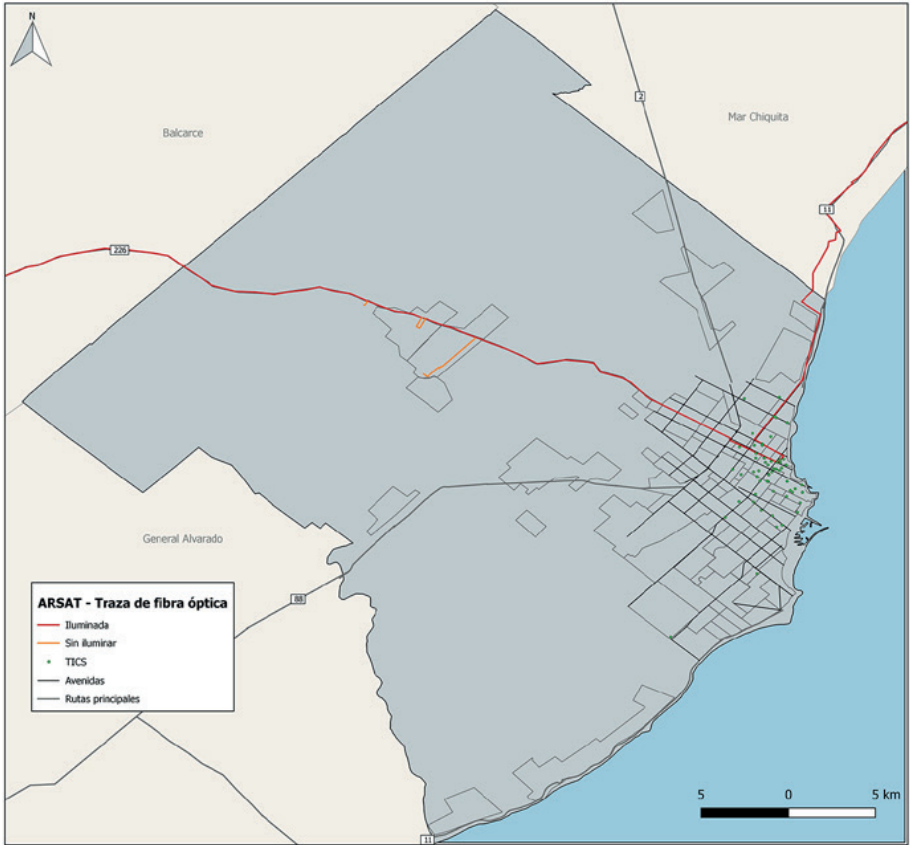 N
2
Balcarce
Mar Chiquita
11
226
General Alvarado
88
ARSAT - Traza de fibra óptica
Iluminada
Sin iluminar
TICS
Avenidas
Rutas principales
5 0 5 km
11